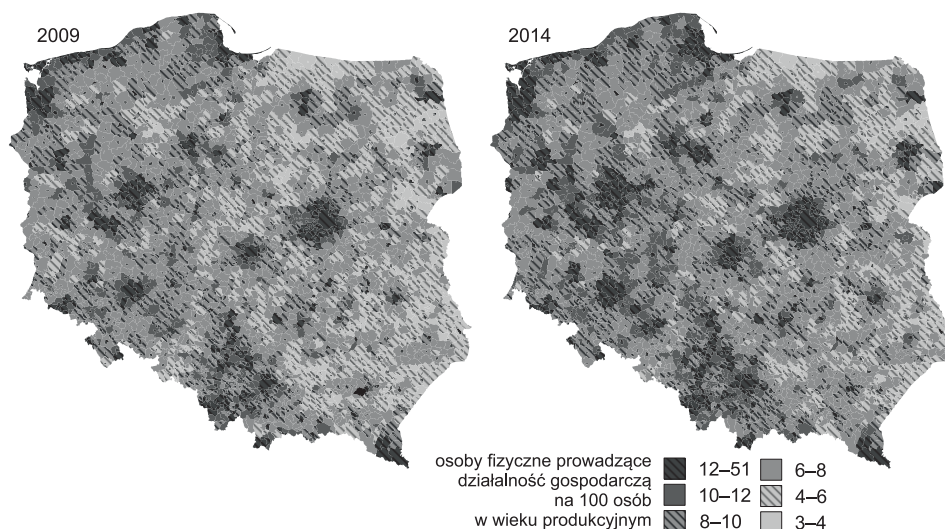 2009
2014
osoby fizyczne prowadzące
działalność gospodarczą
na 100 osób
w wieku produkcyjnym
12–51
6–8
10–12
4–6
8–10
3–4